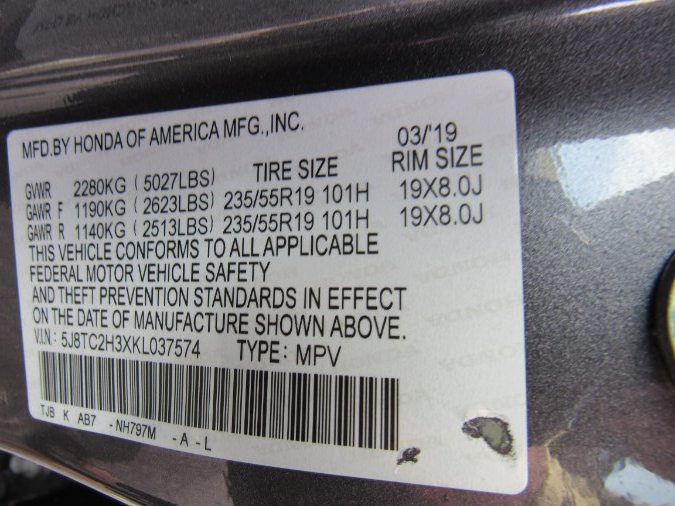 MFD.BY HONDA OF AMERICA MFG.,INC. 03/'19
TIRE SIZE RIM SIZE
GVWR 2280KG (5027LBS)
GAWR F 1190KG (2623LBS) 235/55R19 101H 19X8.0J
GAWR R 1140KG (2513LBS) 235/55R19 101H 19X8.0J
THIS VEHICLE CONFORMS TO ALL APPLICABLE
FEDERAL MOTOR VEHICLE SAFETY
AND THEFT PREVENTION STANDARDS IN EFFECT
ON THE DATE OF MANUFACTURE SHOWN ABOVE.
V.I.N: 5J8TC2H3XKL037574 TYPE: MPV
TJB K AB7 -NH797M -A-L